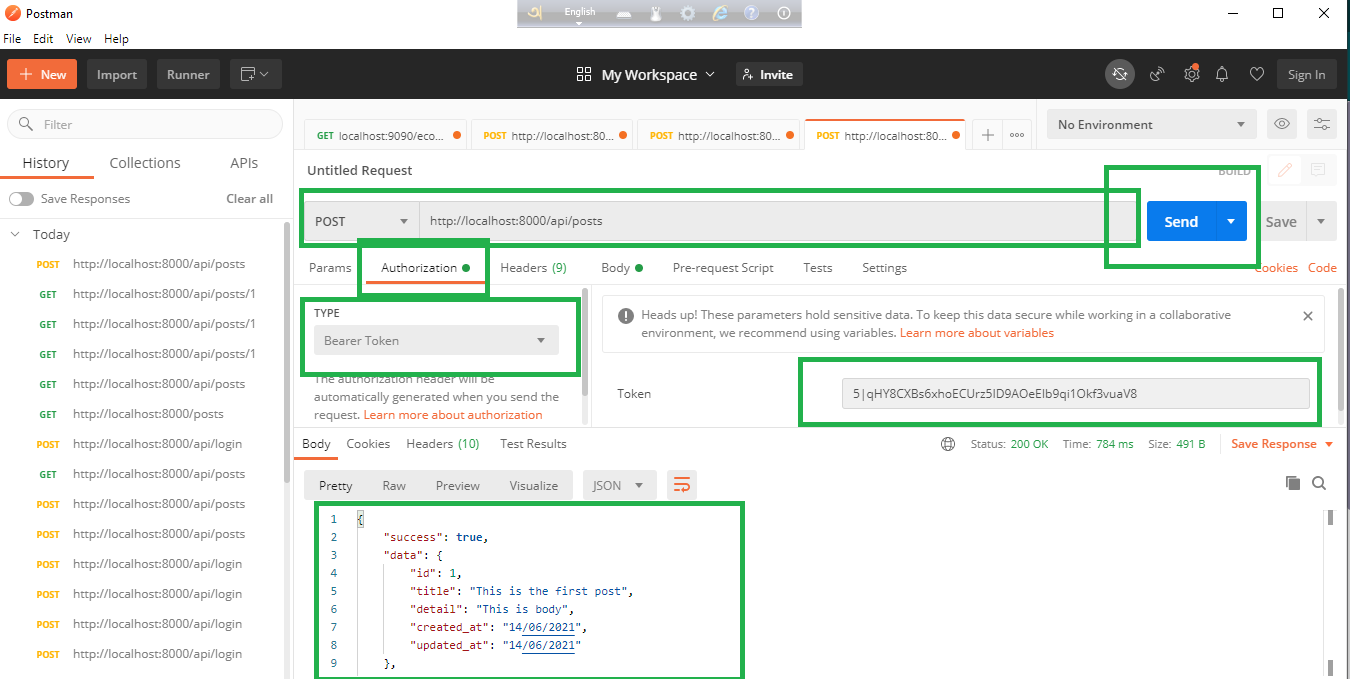 Postman
English
File Edit View Help
New Import Runner My Workspace Invite Sign In
Filter
History Collections APIs
Save Responses Clear all
Today
POST http://localhost:8000/api/posts
GET http://localhost:8000/api/posts/1
GET http://localhost:8000/api/posts/1
GET http://localhost:8000/api/posts/1
GET http://localhost:8000/api/posts
GET http://localhost:8000/posts
POST http://localhost:8000/api/login
GET http://localhost:8000/api/posts
POST http://localhost:8000/api/posts
POST http://localhost:8000/api/posts
POST http://localhost:8000/api/login
POST http://localhost:8000/api/login
POST http://localhost:8000/api/login
POST http://localhost:8000/api/login
GET localhost:9090/eco... POST http://localhost:80... POST http://localhost:80... POST http://localhost:80... No Environment
Untitled Request BUILD
POST http://localhost:8000/api/posts Send Save
Params Authorization Headers (9) Body Pre-request Script Tests Settings Cookies Code
TYPE
Bearer Token
The authorization header will be
automatically generated when you send the
request. Learn more about authorization
Heads up! These parameters hold sensitive data. To keep this data secure while working in a collaborative
environment, we recommend using variables. Learn more about variables
Token 5|qHY8CXBs6xhoECUrz5ID9AOeEIb9qi1Okf3vuaV8
Body Cookies Headers (10) Test Results Status: 200 OK Time: 784 ms Size: 491 B Save Response
Pretty Raw Preview Visualize JSON
1 {
2 "success": true,
3 "data": {
4 "id": 1,
5 "title": "This is the first post",
6 "detail": "This is body",
7 "created_at": "14/06/2021",
8 "updated_at": "14/06/2021"
9 },